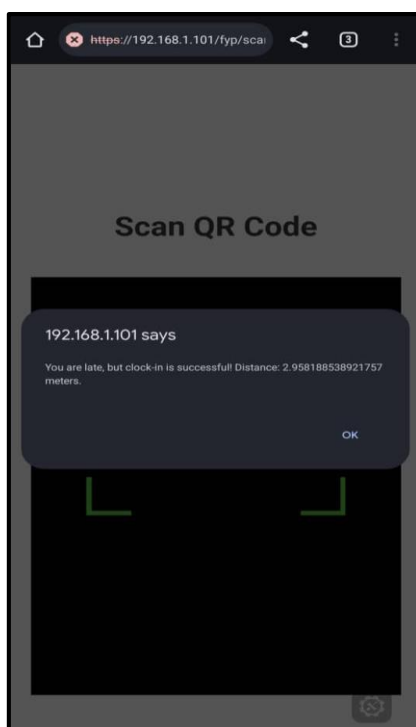 https://192.168.1.101/fyp/scar
3
Scan QR Code
192.168.1.101 says
You are late, but clock-in is successful! Distance: 2.958188538921757
meters.
OK